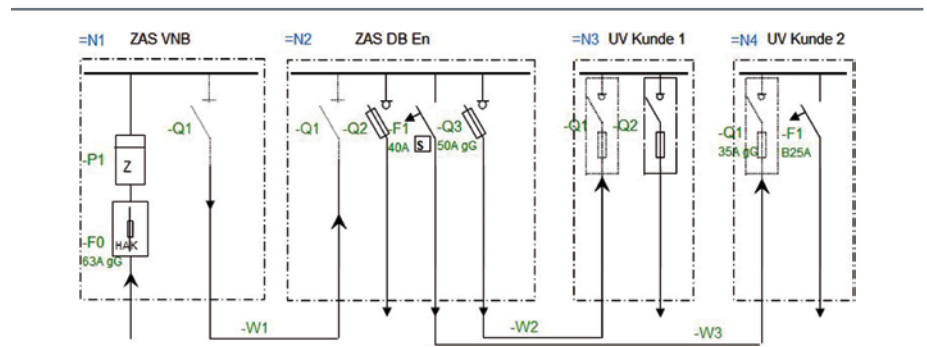 =N1 ZAS VNB
=N2 ZAS DB En
=N3 UV Kunde 1
=N4 UV Kunde 2
-P1
Z
-F0
HAK
63A gG
-Q1
-W1
-Q1
-Q2
-F1
40A
S
-Q3
50A gG
-W2
-Q1
-Q2
-W3
-Q1
35A gG
-F1
B25A